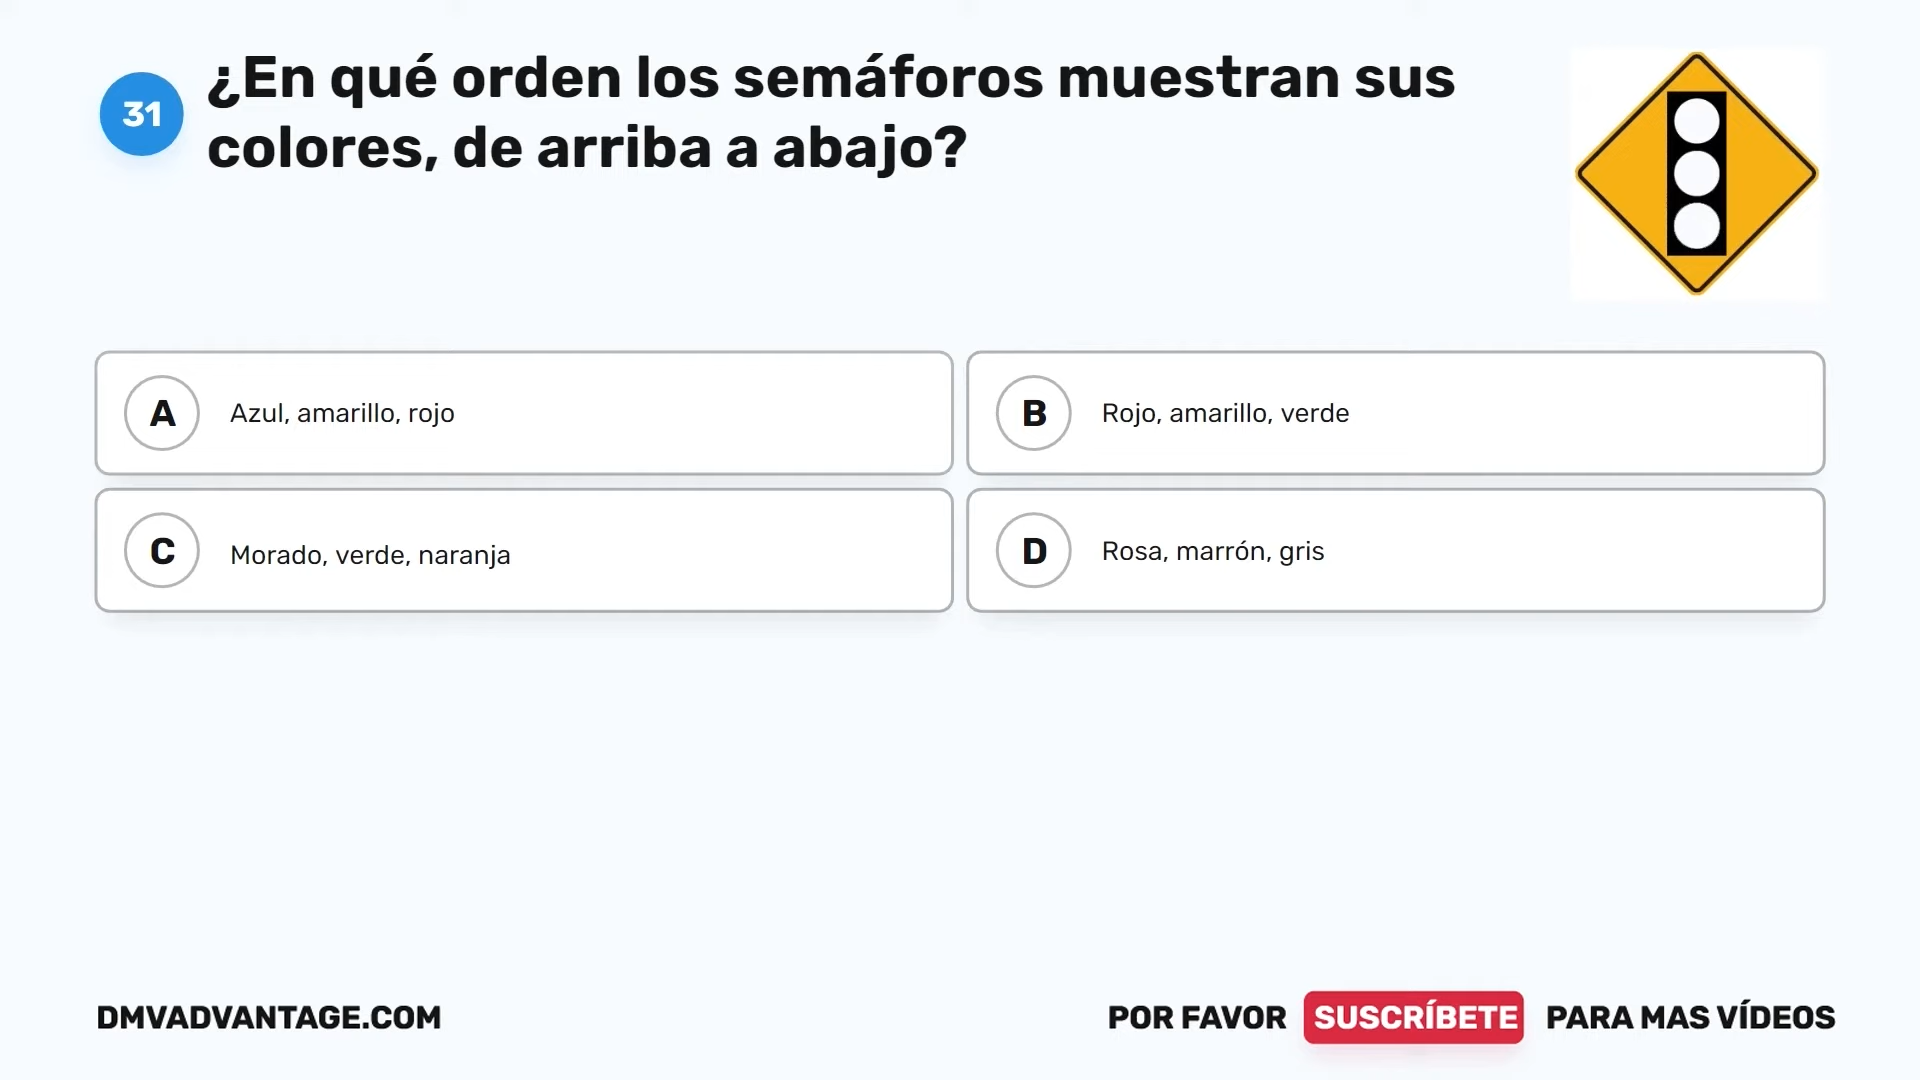 31
¿En qué orden los semáforos muestran sus
colores, de arriba a abajo?
A
Azul, amarillo, rojo
B
Rojo, amarillo, verde
C
Morado, verde, naranja
D
Rosa, marrón, gris
DMVADVANTAGE.COM
POR FAVOR SUSCRÍBETE PARA MAS VÍDEOS